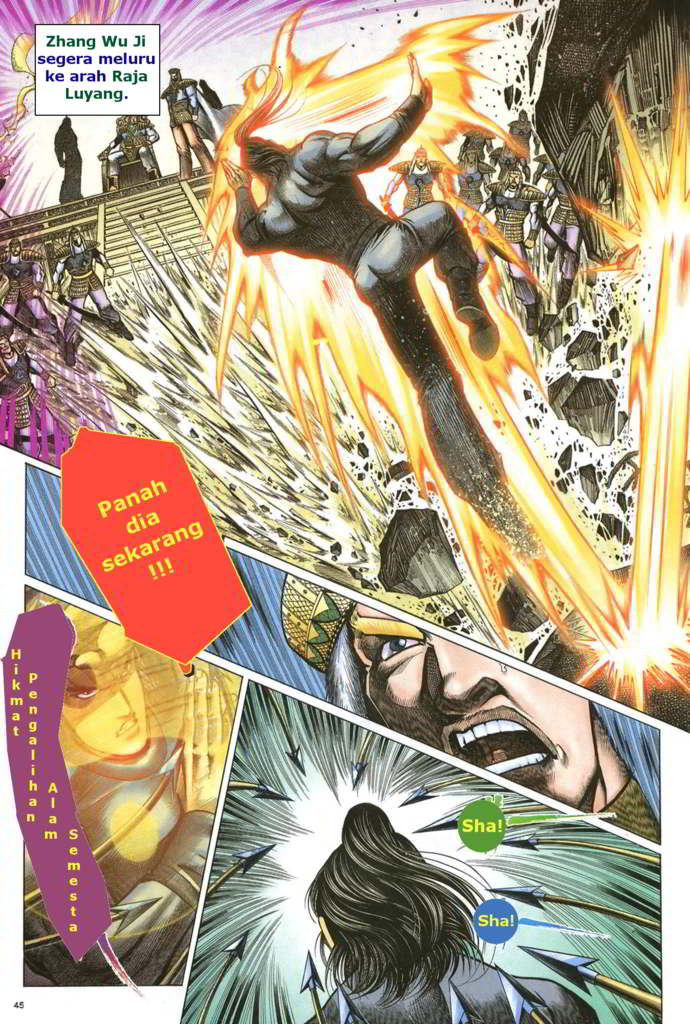 Zhang Wu Ji
segera meluru
ke arah Raja
Luyang.
Panah
dia
sekarang
!!!
Hikmat
Pengalihan
Alam
Semesta
Sha!
Sha!
45